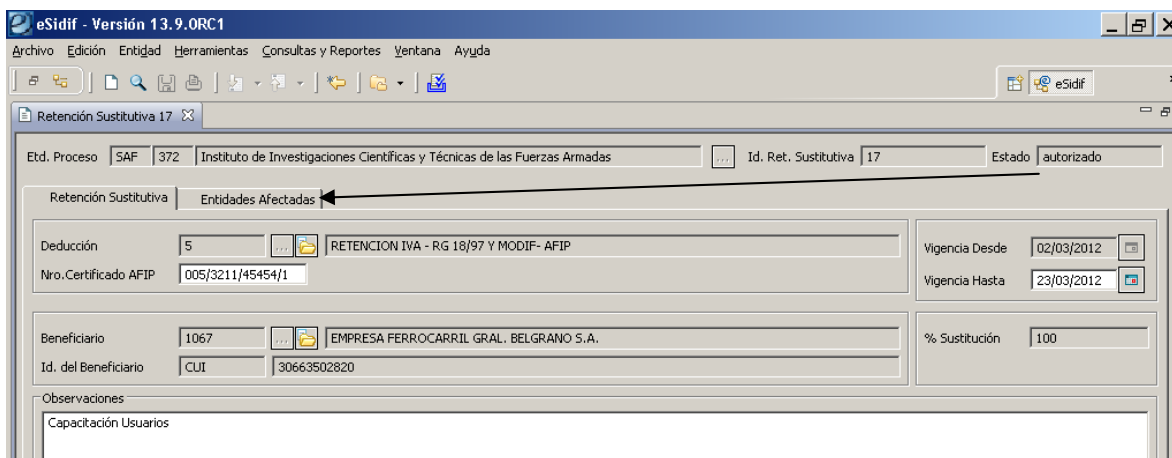 eSidif - Versión 13.9.0RC1
Archivo Edición Entidad Herramientas Consultas y Reportes Ventana Ayuda
eSidif
Retención Sustitutiva 17
Etd. Proceso SAF 372 Instituto de Investigaciones Científicas y Técnicas de las Fuerzas Armadas ... Id. Ret. Sustitutiva 17 Estado autorizado
Retención Sustitutiva Entidades Afectadas
Deducción 5 ... RETENCION IVA - RG 18/97 Y MODIF- AFIP Vigencia Desde 02/03/2012
Nro.Certificado AFIP 005/3211/45454/1 Vigencia Hasta 23/03/2012
Beneficiario 1067 ... EMPRESA FERROCARRIL GRAL. BELGRANO S.A. % Sustitución 100
Id. del Beneficiario CUI 30663502820
Observaciones
Capacitación Usuarios